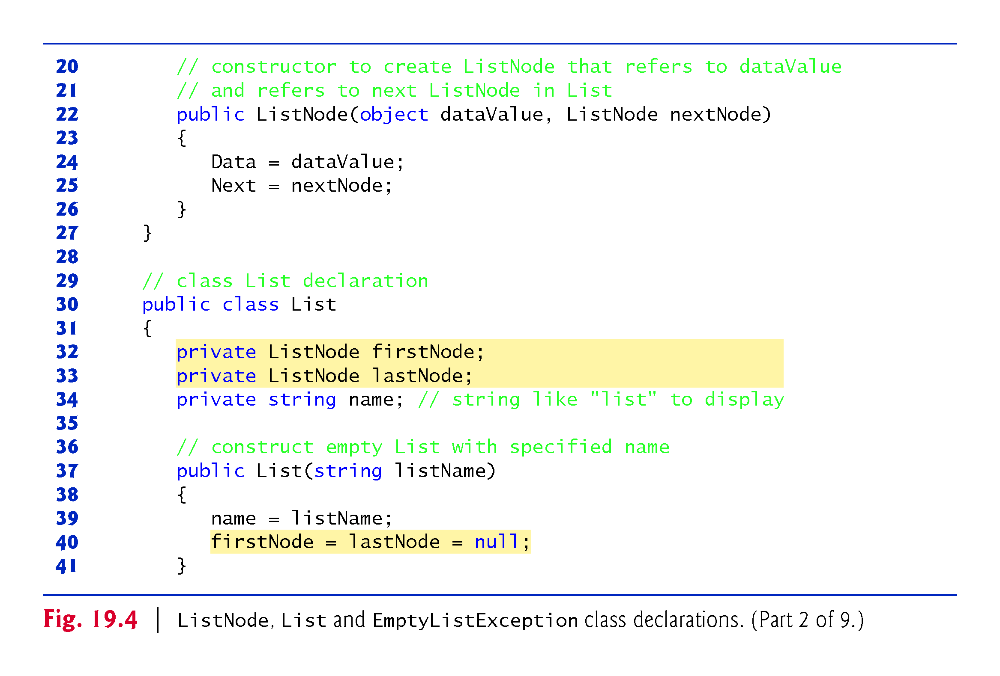 20 // constructor to create ListNode that refers to dataValue
21 // and refers to next ListNode in List
22 public ListNode(object dataValue, ListNode nextNode)
23 {
24 Data = dataValue;
25 Next = nextNode;
26 }
27 }
28
29 // class List declaration
30 public class List
31 {
32 private ListNode firstNode;
33 private ListNode lastNode;
34 private string name; // string like "list" to display
35
36 // construct empty List with specified name
37 public List(string listName)
38 {
39 name = listName;
40 firstNode = lastNode = null;
41 }
Fig. 19.4 | ListNode, List and EmptyListException class declarations. (Part 2 of 9.)